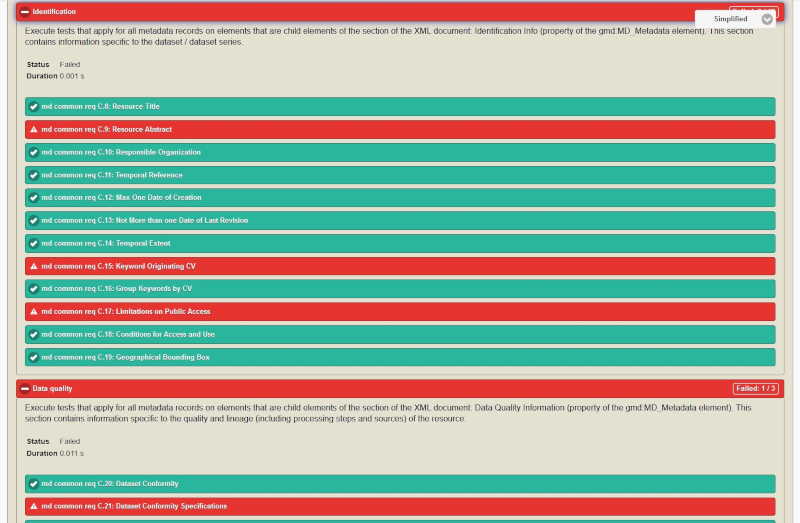 Identification
Simplified
Execute tests that apply for all metadata records on elements that are child elements of the section of the XML document: Identification Info (property of the gmd:MD_Metadata element). This section
contains information specific to the dataset / dataset series.
Status Failed
Duration 0.001 s
md common req C.8: Resource Title
md common req C.9: Resource Abstract
md common req C.10: Responsible Organization
md common req C.11: Temporal Reference
md common req C.12: Max One Date of Creation
md common req C.13: Not More than one Date of Last Revision
md common req C.14: Temporal Extent
md common req C.15: Keyword Originating CV
md common req C.16: Group Keywords by CV
md common req C.17: Limitations on Public Access
md common req C.18: Conditions for Access and Use
md common req C.19: Geographical Bounding Box
Data quality Failed: 1 / 3
Execute tests that apply for all metadata records on elements that are child elements of the section of the XML document: Data Quality Information (property of the gmd:MD_Metadata element). This
section contains information specific to the quality and lineage (including processing steps and sources) of the resource.
Status Failed
Duration 0.011 s
md common req C.20: Dataset Conformity
md common req C.21: Dataset Conformity Specifications